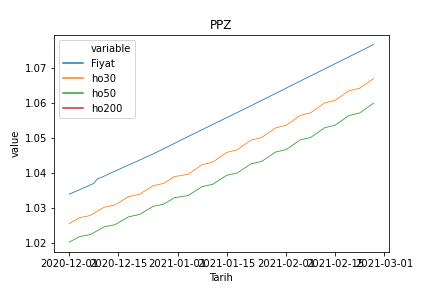 PPZ
variable
Fiyat
ho30
ho50
ho200
value
1.07
1.06
1.05
1.04
1.03
1.02
2020-12-01
2020-12-15
2021-01-01
2021-01-15
2021-02-01
2021-02-15
2021-03-01
Tarih